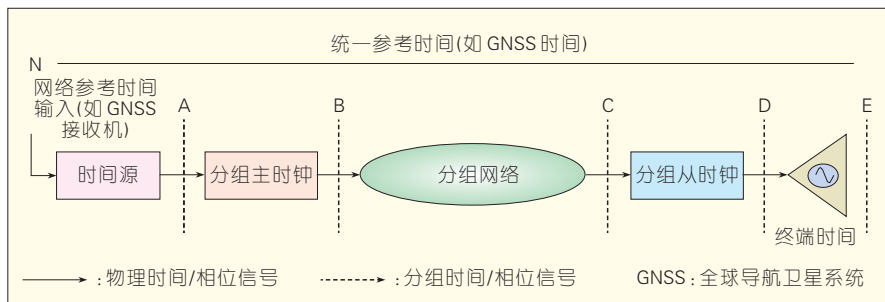 统一参考时间(如 GNSS 时间)
N
网络参考时间
输入(如 GNSS
接收机)
A
B
C
D
E
时间源
分组主时钟
分组网络
分组从时钟
终端时间
:物理时间/相位信号
:分组时间/相位信号
GNSS:全球导航卫星系统